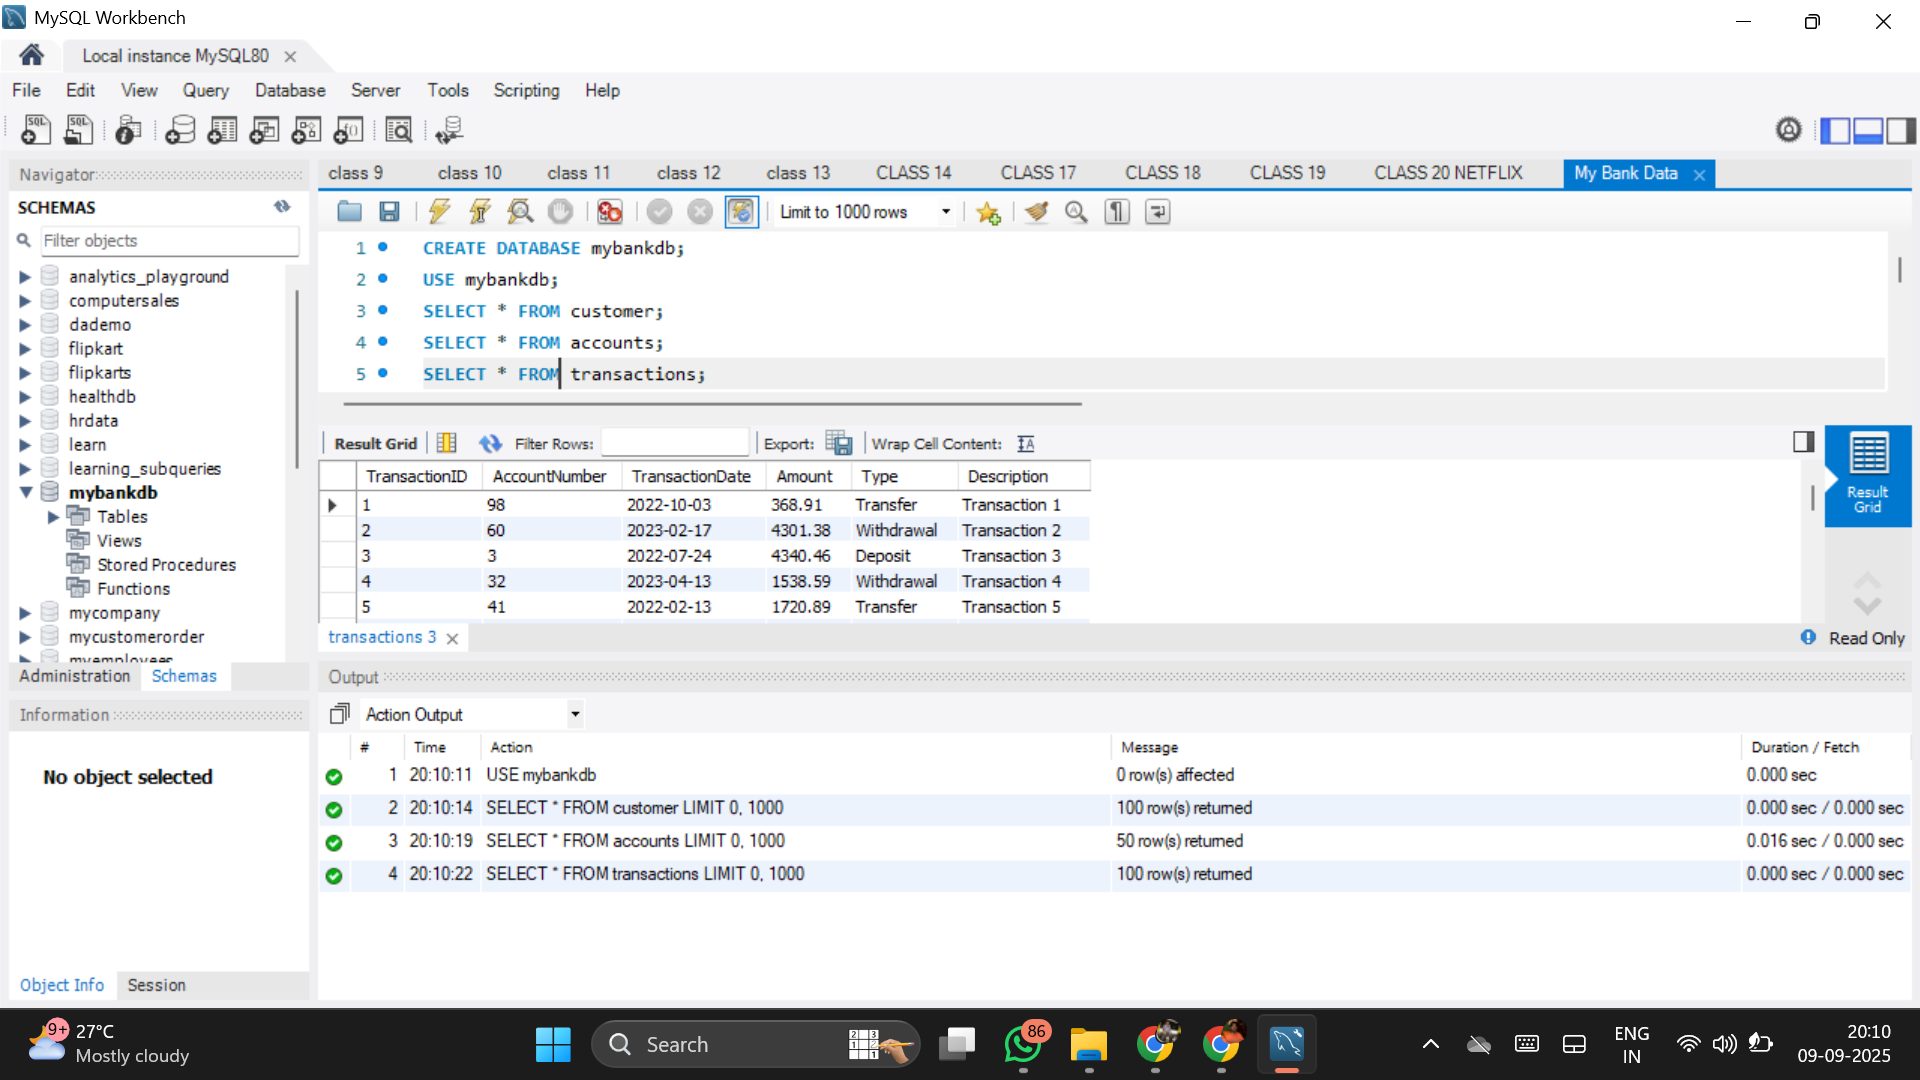 MySQL Workbench
Local instance MySQL80
File Edit View Query Database Server Tools Scripting Help
SQL SQL
Navigator
SCHEMAS
Filter objects
analytics_playground
computersales
dademo
flipkart
flipkarts
healthdb
hrdata
learn
learning_subqueries
mybankdb
Tables
Views
Stored Procedures
Functions
mycompany
mycustomerorder
myemployees
Administration Schemas
Information
No object selected
Object Info Session
class 9 class 10 class 11 class 12 class 13 CLASS 14 CLASS 17 CLASS 18 CLASS 19 CLASS 20 NETFLIX My Bank Data
Limit to 1000 rows
1 CREATE DATABASE mybankdb;
2 USE mybankdb;
3 SELECT * FROM customer;
4 SELECT * FROM accounts;
5 SELECT * FROM transactions;
Result Grid Filter Rows: Export: Wrap Cell Content:
TransactionID AccountNumber TransactionDate Amount Type Description
1 98 2022-10-03 368.91 Transfer Transaction 1
2 60 2023-02-17 4301.38 Withdrawal Transaction 2
3 3 2022-07-24 4340.46 Deposit Transaction 3
4 32 2023-04-13 1538.59 Withdrawal Transaction 4
5 41 2022-02-13 1720.89 Transfer Transaction 5
Result
Grid
transactions 3
Read Only
Output
Action Output
# Time Action Message Duration / Fetch
1 20:10:11 USE mybankdb 0 row(s) affected 0.000 sec
2 20:10:14 SELECT * FROM customer LIMIT 0, 1000 100 row(s) returned 0.000 sec / 0.000 sec
3 20:10:19 SELECT * FROM accounts LIMIT 0, 1000 50 row(s) returned 0.016 sec / 0.000 sec
4 20:10:22 SELECT * FROM transactions LIMIT 0, 1000 100 row(s) returned 0.000 sec / 0.000 sec
9+
27°C
Mostly cloudy
Search
86
ENG
IN
20:10
09-09-2025